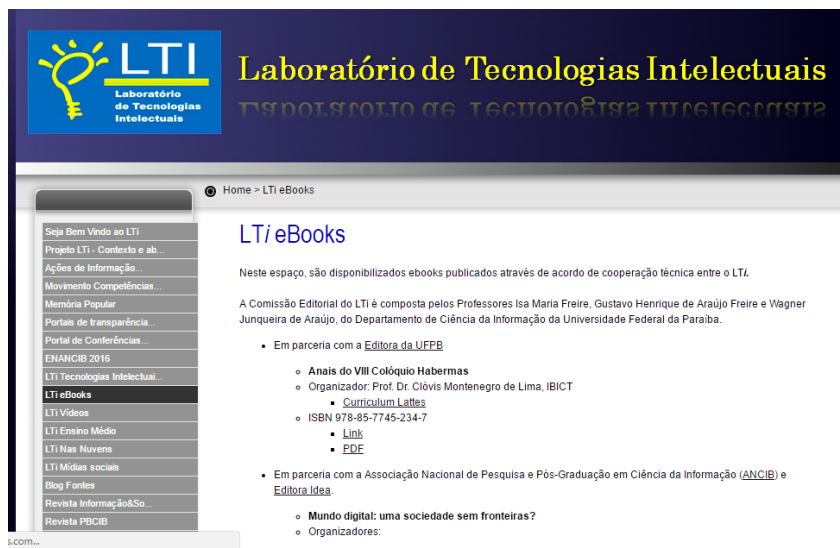 LTI
Laboratório
de Tecnologias
Intelectuais
Laboratório de Tecnologias Intelectuais
Home > LTi eBooks
Seja Bem Vindo ao LTi
Projeto LTi - Contexto e ab...
Ações de Informação...
Movimento Competências...
Memória Popular
Portais de transparência...
Portal de Conferências...
ENANCIB 2016
LTi Tecnologias Intelectuai...
LTi eBooks
LTi Vídeos
LTi Ensino Médio
LTi Nas Nuvens
LTi Mídias sociais
Blog Fontes
Revista Informação&So...
Revista PBCIB
s.com...
LTi eBooks
Neste espaço, são disponibilizados ebooks publicados através de acordo de cooperação técnica entre o LTi.
A Comissão Editorial do LTi é composta pelos Professores Isa Maria Freire, Gustavo Henrique de Araújo Freire e Wagner
Junqueira de Araújo, do Departamento de Ciência da Informação da Universidade Federal da Paraíba.
Em parceria com a Editora da UFPB
Anais do VIII Colóquio Habermas
Organizador: Prof. Dr. Clóvis Montenegro de Lima, IBICT
Curriculum Lattes
ISBN 978-85-7745-234-7
Link
PDF
Em parceria com a Associação Nacional de Pesquisa e Pós-Graduação em Ciência da Informação (ANCIB) e
Editora Idea.
Mundo digital: uma sociedade sem fronteiras?
Organizadores: